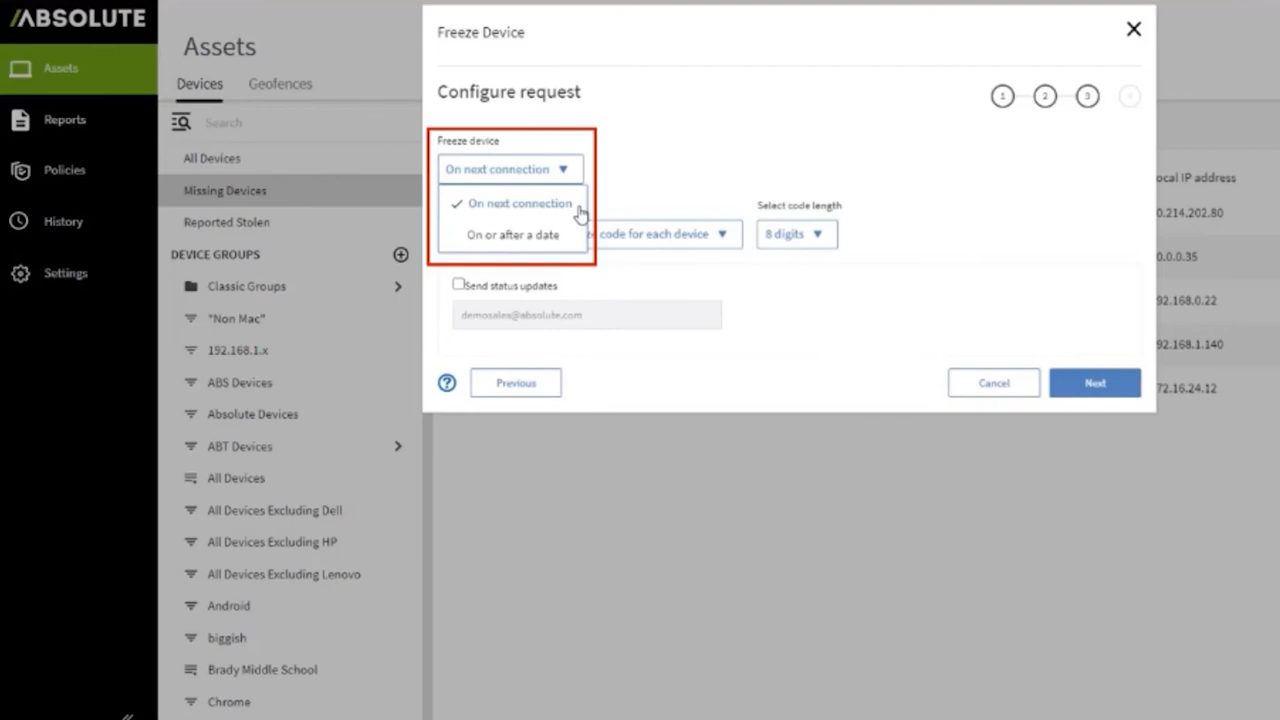 /ABSOLUTE
Assets
Reports
Policies
History
Settings
Assets
Devices
Geofences
Search
All Devices
Missing Devices
Reported Stolen
DEVICE GROUPS
Classic Groups
"Non Mac"
192.168.1.x
ABS Devices
Absolute Devices
ABT Devices
All Devices
All Devices Excluding Dell
All Devices Excluding HP
All Devices Excluding Lenovo
Android
biggish
Brady Middle School
Chrome
Freeze Device
Configure request
1 2 3 4
Freeze device
On next connection
On next connection
On or after a date
code for each device
Select code length
8 digits
Send status updates
demosales@absolute.com
? Previous
Cancel
Next
ocal IP address
0.214.202.80
0.0.0.35
92.168.0.22
92.168.1.140
72.16.24.12